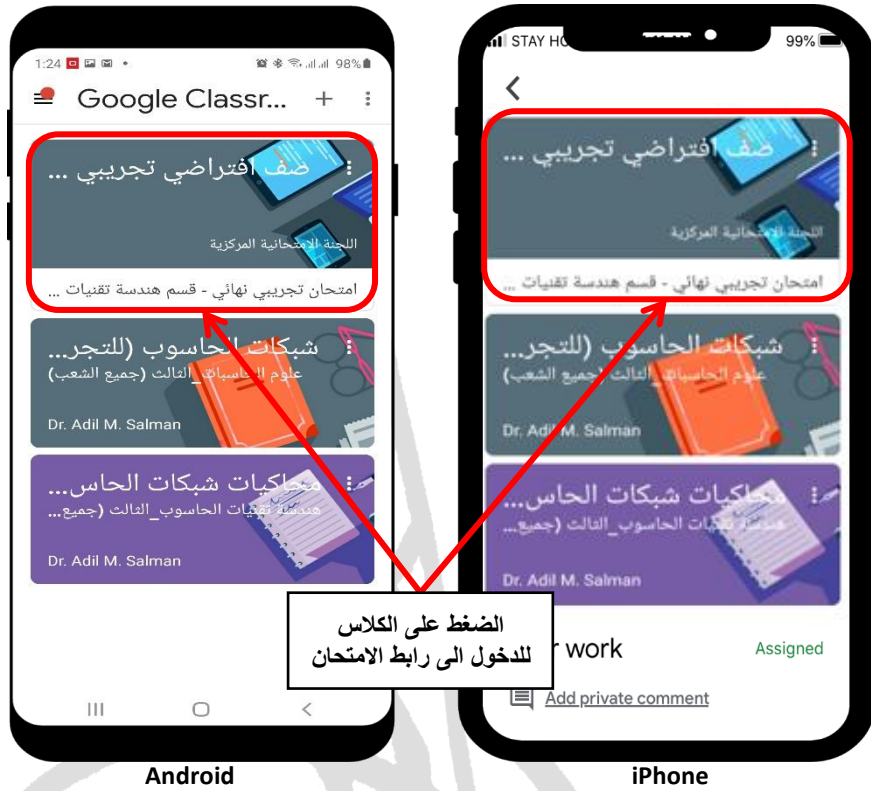 1:24
98%
Google Classr...
صف افتراضي تجريبي ...
اللجنة الامتحانية المركزية
امتحان تجريبي نهائي - قسم هندسة تقنيات ...
شبكات الحاسوب (للتجر...
علوم الحاسبات_الثالث (جميع الشعب)
Dr. Adil M. Salman
محاكيات شبكات الحاس...
هندسة تقنيات الحاسوب_الثالث (جميع...
Dr. Adil M. Salman
Android
STAY HO
99%
صف افتراضي تجريبي ...
اللجنة الامتحانية المركزية
امتحان تجريبي نهائي - قسم هندسة تقنيات ...
شبكات الحاسوب (للتجر...
علوم الحاسبات_الثالث (جميع الشعب)
Dr. Adil M. Salman
محاكيات شبكات الحاس...
هندسة تقنيات الحاسوب_الثالث (جميع...
Dr. Adil M. Salman
r work
Assigned
Add private comment
iPhone
الضغط على الكلاس
للدخول الى رابط الامتحان